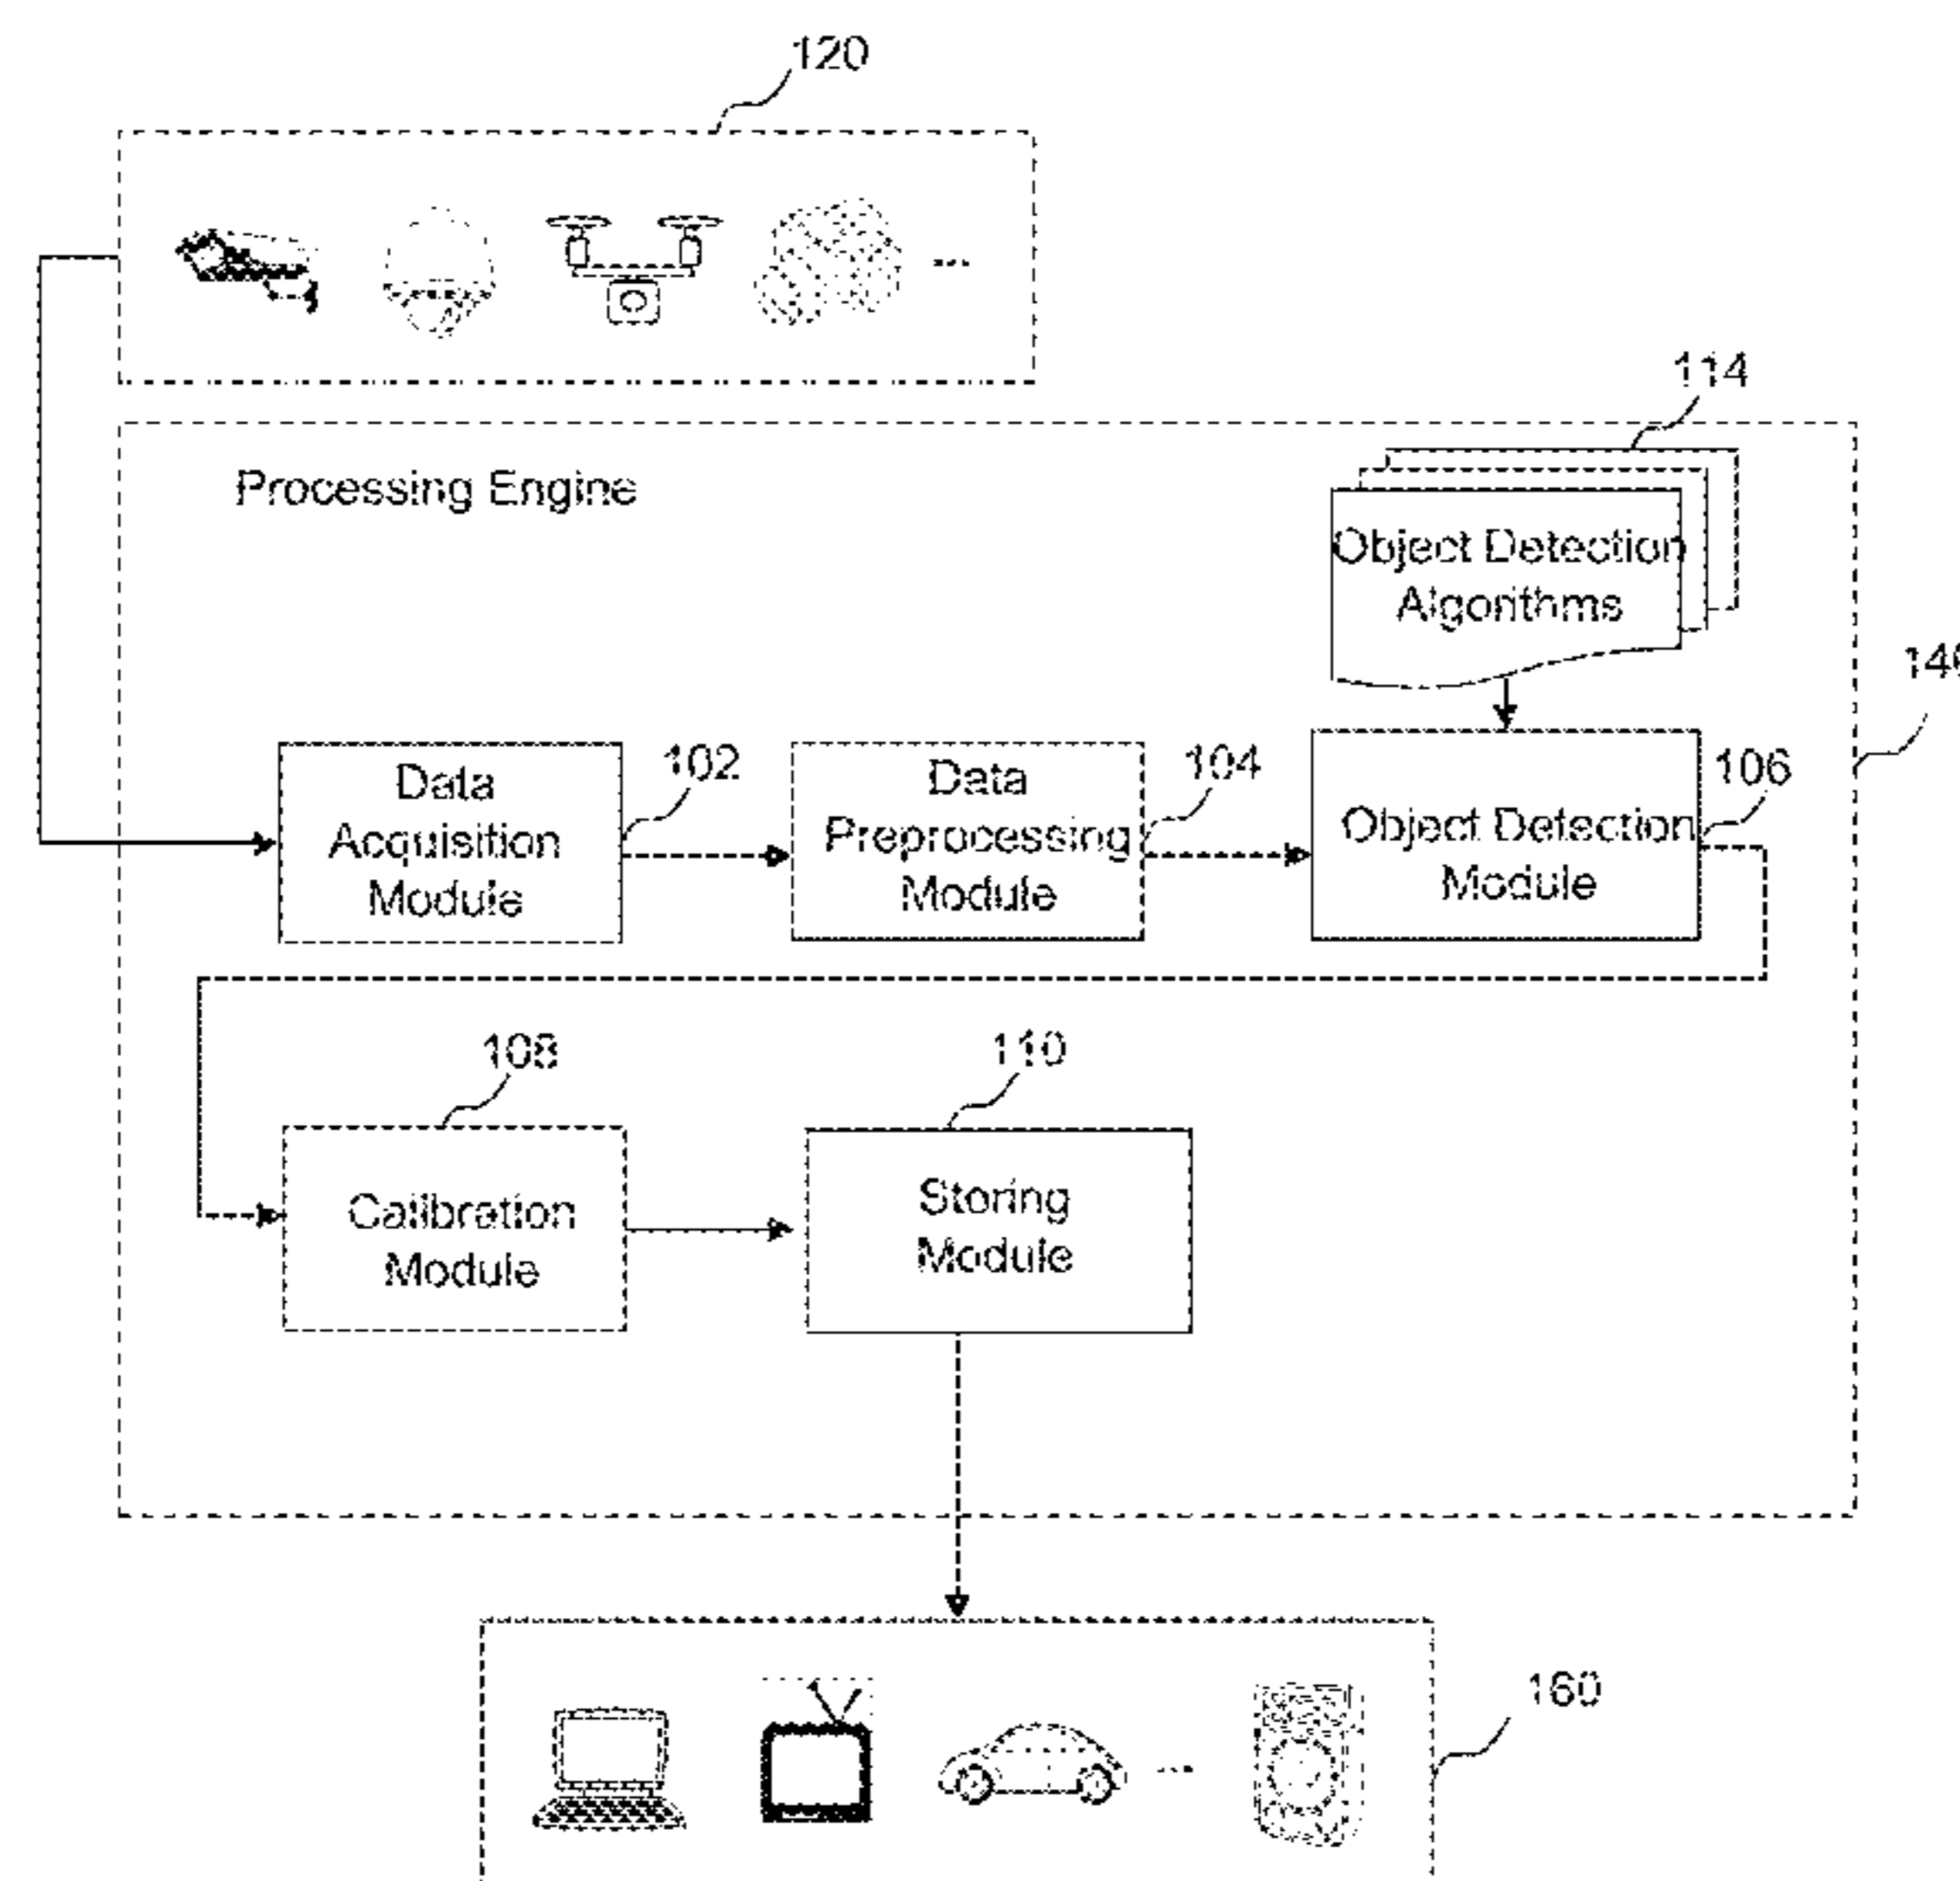 120
...
114
Processing Engine
Object Detection
Algorithms
102
104
106
Data
Acquisition
Module
Data
Preprocessing
Module
Object Detection
Module
108
110
Calibration
Module
Storing
Module
160
...